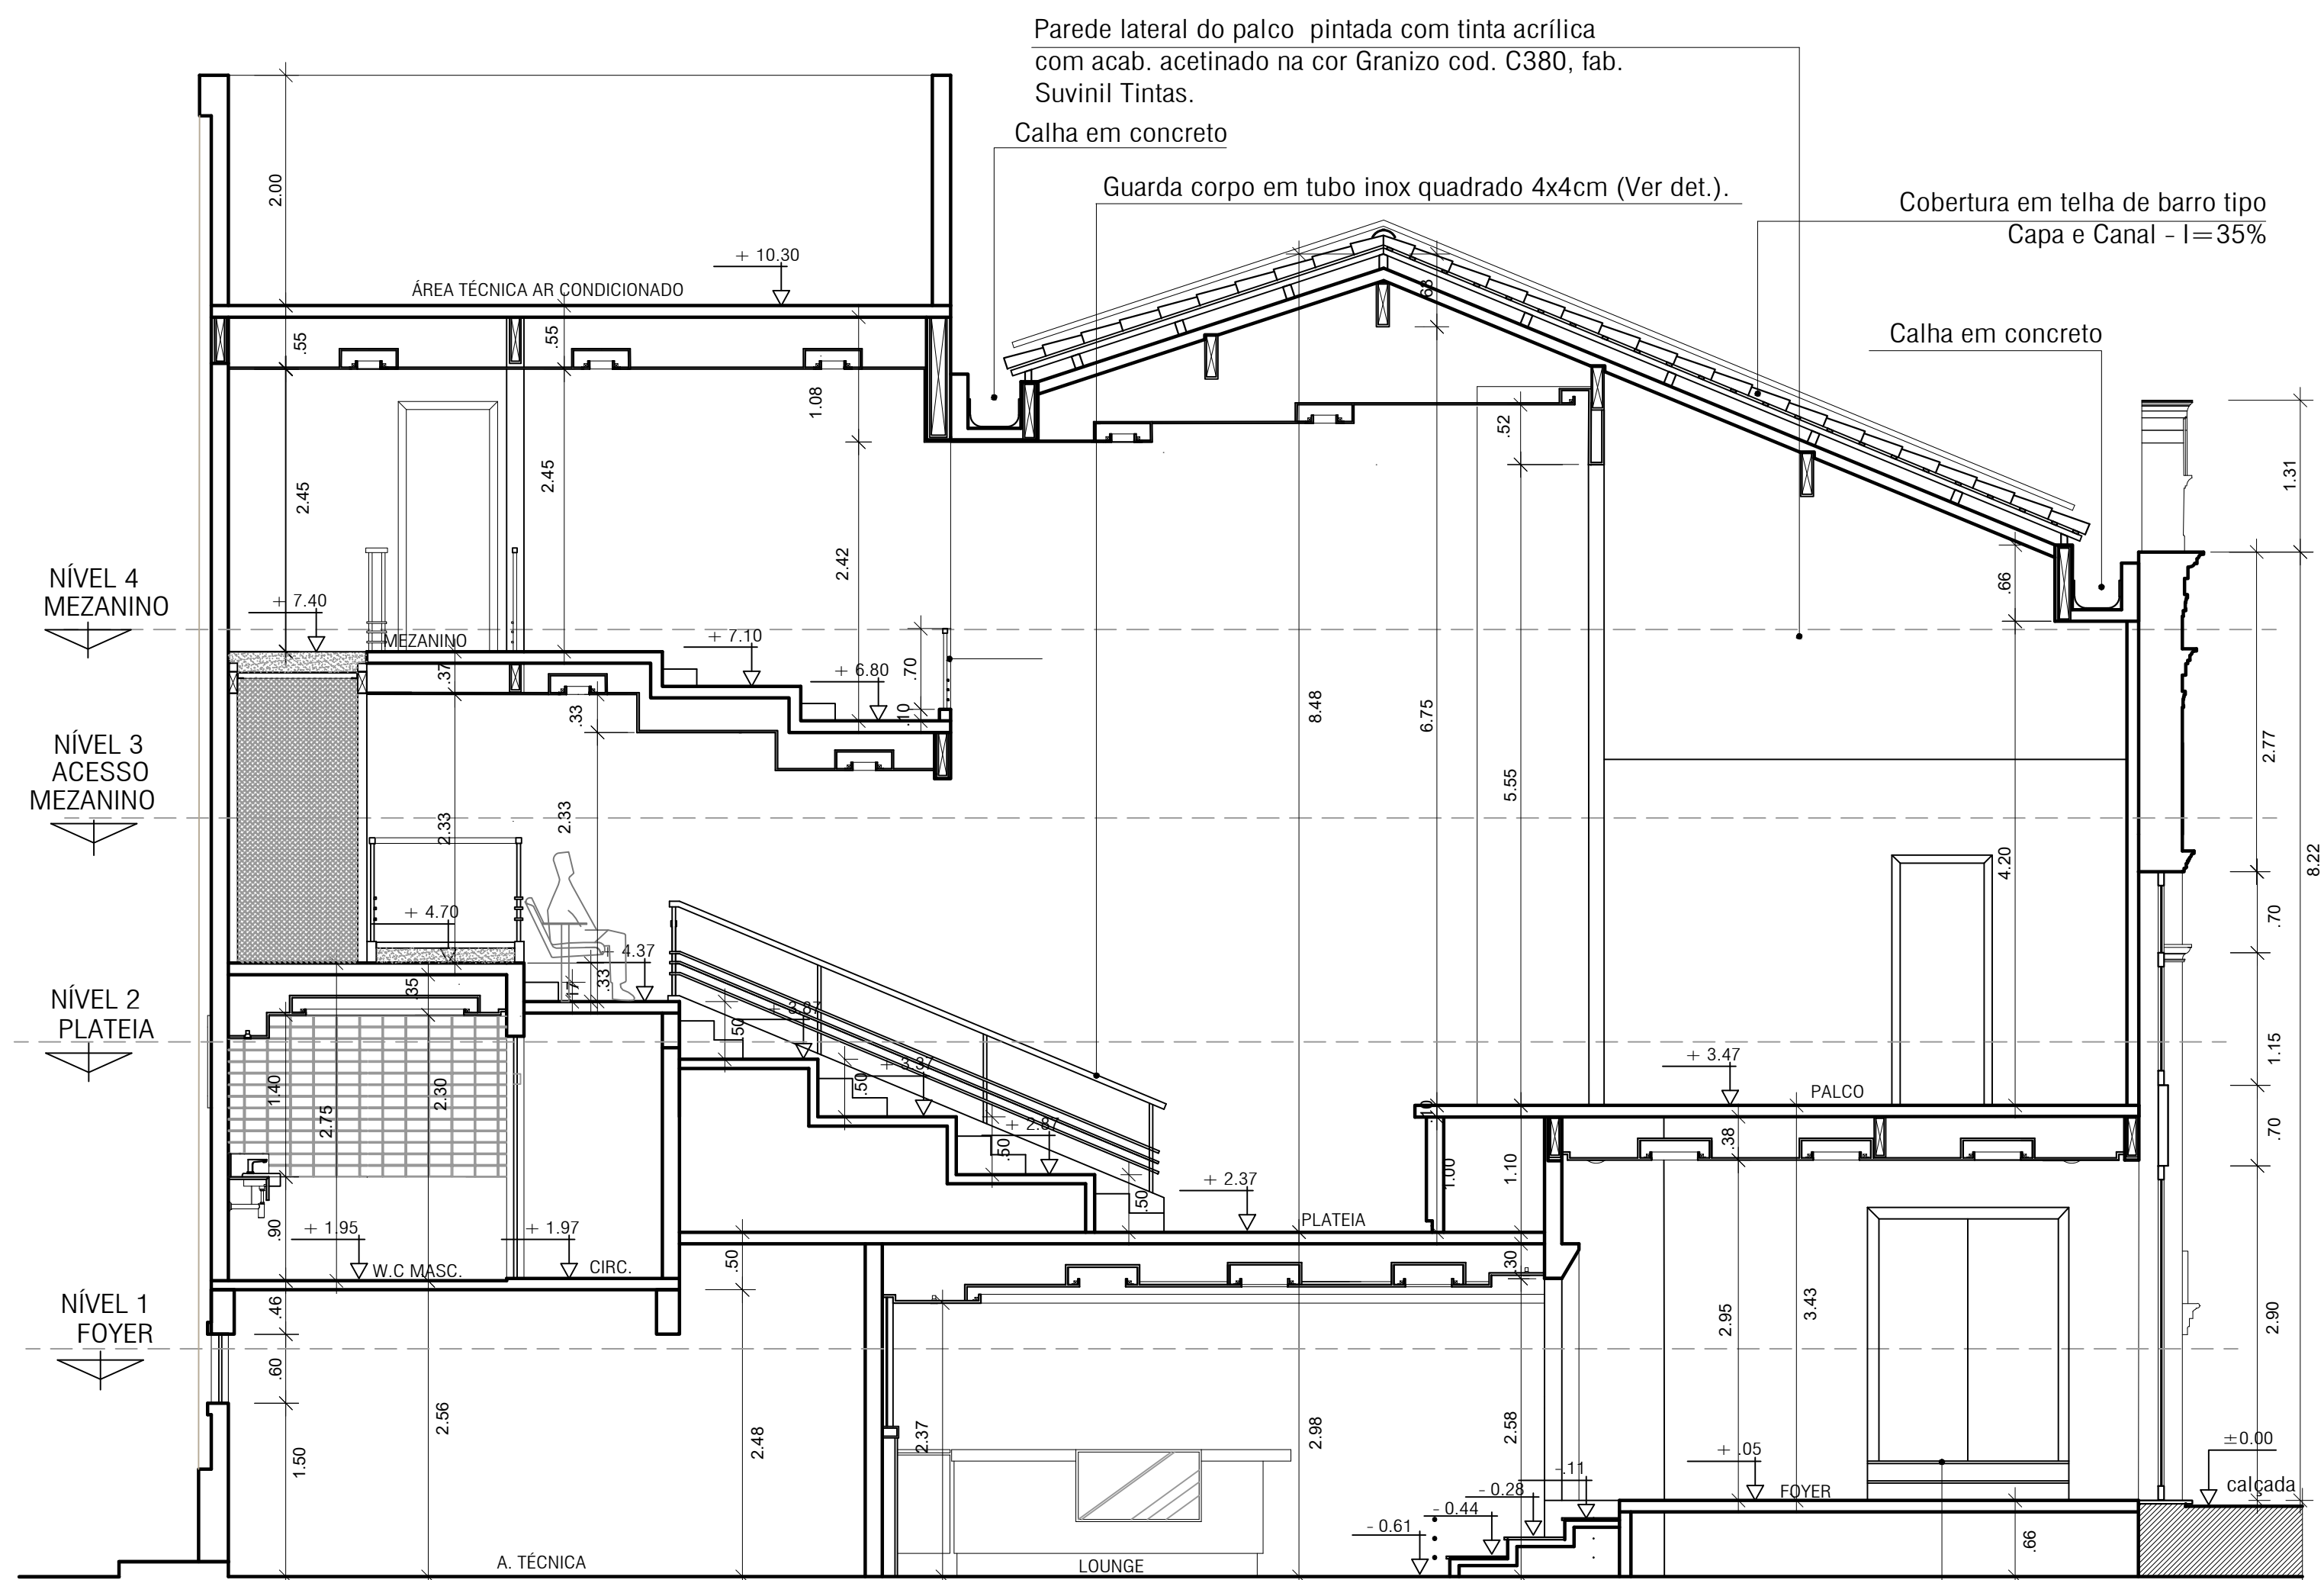 Parede lateral do palco  pintada com tinta acrílica
com acab. acetinado na cor Granizo cod. C380, fab.
Suvinil Tintas.
Calha em concreto
Guarda corpo em tubo inox quadrado 4x4cm (Ver det.).
Cobertura em telha de barro tipo
Capa e Canal - I=35%
Calha em concreto
2.00
+ 10.30
ÁREA TÉCNICA AR CONDICIONADO
.55
.55
1.08
.68
.52
2.45
2.45
2.42
1.31
NÍVEL 4
MEZANINO
+ 7.40
MEZANINO
+ 7.10
+ 6.80
.70
.10
.37
.33
.66
8.48
6.75
5.55
2.77
NÍVEL 3
ACESSO
MEZANINO
2.33
2.33
4.20
8.22
+ 4.70
+ 4.37
.17
.33
.35
.70
NÍVEL 2
PLATEIA
+ 3.87
.50
+ 3.37
.50
+ 2.87
.50
.50
+ 2.37
PLATEIA
1.40
2.75
2.30
.90
+ 3.47
PALCO
.10
1.00
1.10
.38
1.15
.70
+ 1.95
W.C MASC.
+ 1.97
CIRC.
.50
.30
NÍVEL 1
FOYER
.46
.60
1.50
2.56
2.48
2.37
2.98
2.58
2.95
3.43
2.90
+ .05
FOYER
-.11
- 0.28
- 0.44
- 0.61
±0.00
calçada
.66
A. TÉCNICA
LOUNGE